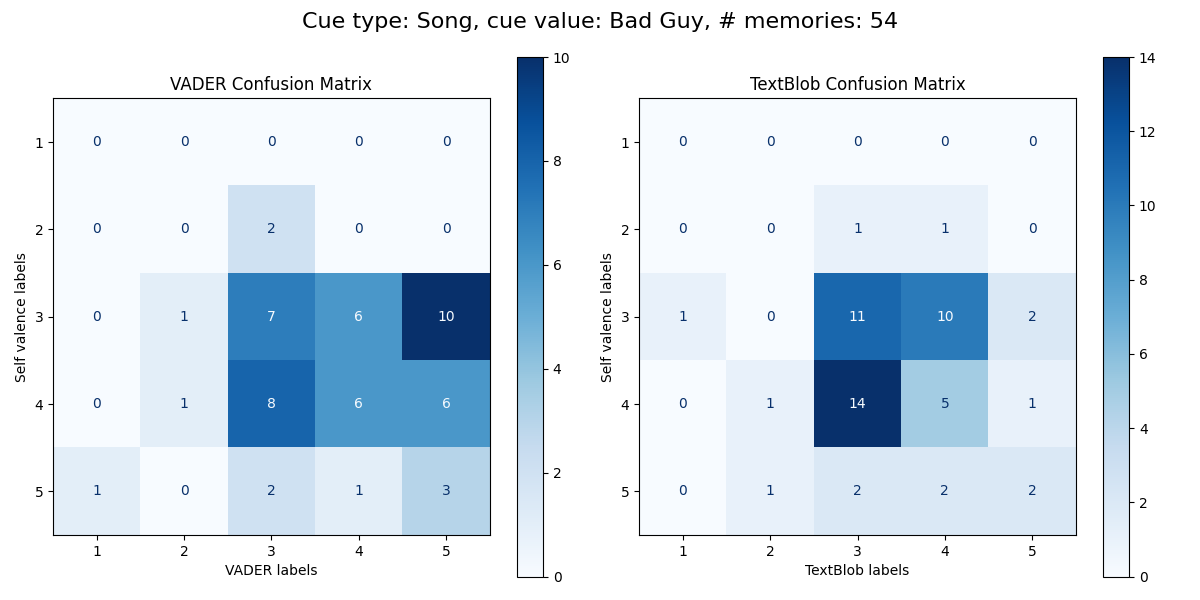 Cue type: Song, cue value: Bad Guy, # memories: 54
VADER Confusion Matrix
Self valence labels
1 0 0 0 0 0
2 0 0 2 0 0
3 0 1 7 6 10
4 0 1 8 6 6
5 1 0 2 1 3
1 2 3 4 5
VADER labels
10
8
6
4
2
0
TextBlob Confusion Matrix
Self valence labels
1 0 0 0 0 0
2 0 0 1 1 0
3 1 0 11 10 2
4 0 1 14 5 1
5 0 1 2 2 2
1 2 3 4 5
TextBlob labels
14
12
10
8
6
4
2
0